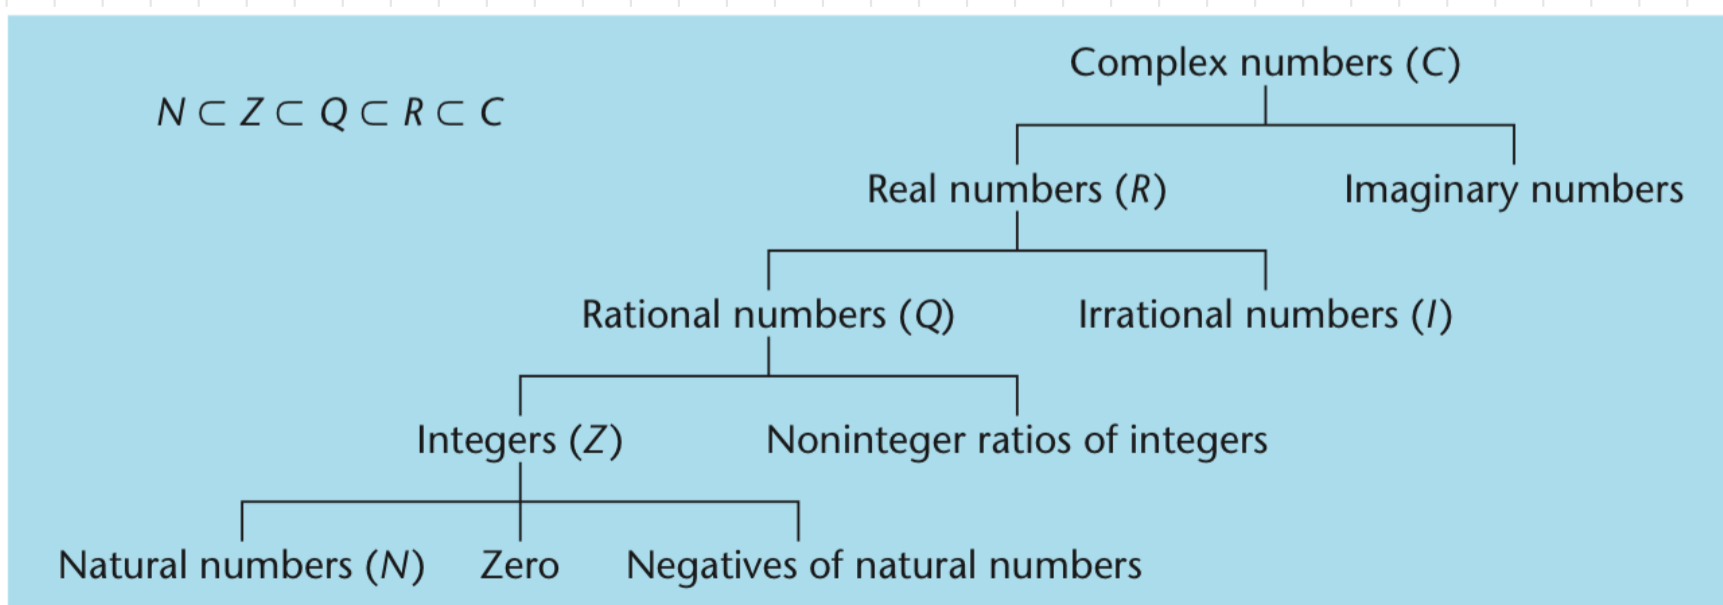 Complex numbers (C)
N ⊂ Z ⊂ Q ⊂ R ⊂ C
Real numbers (R) Imaginary numbers
Rational numbers (Q) Irrational numbers (I)
Integers (Z) Noninteger ratios of integers
Natural numbers (N) Zero Negatives of natural numbers